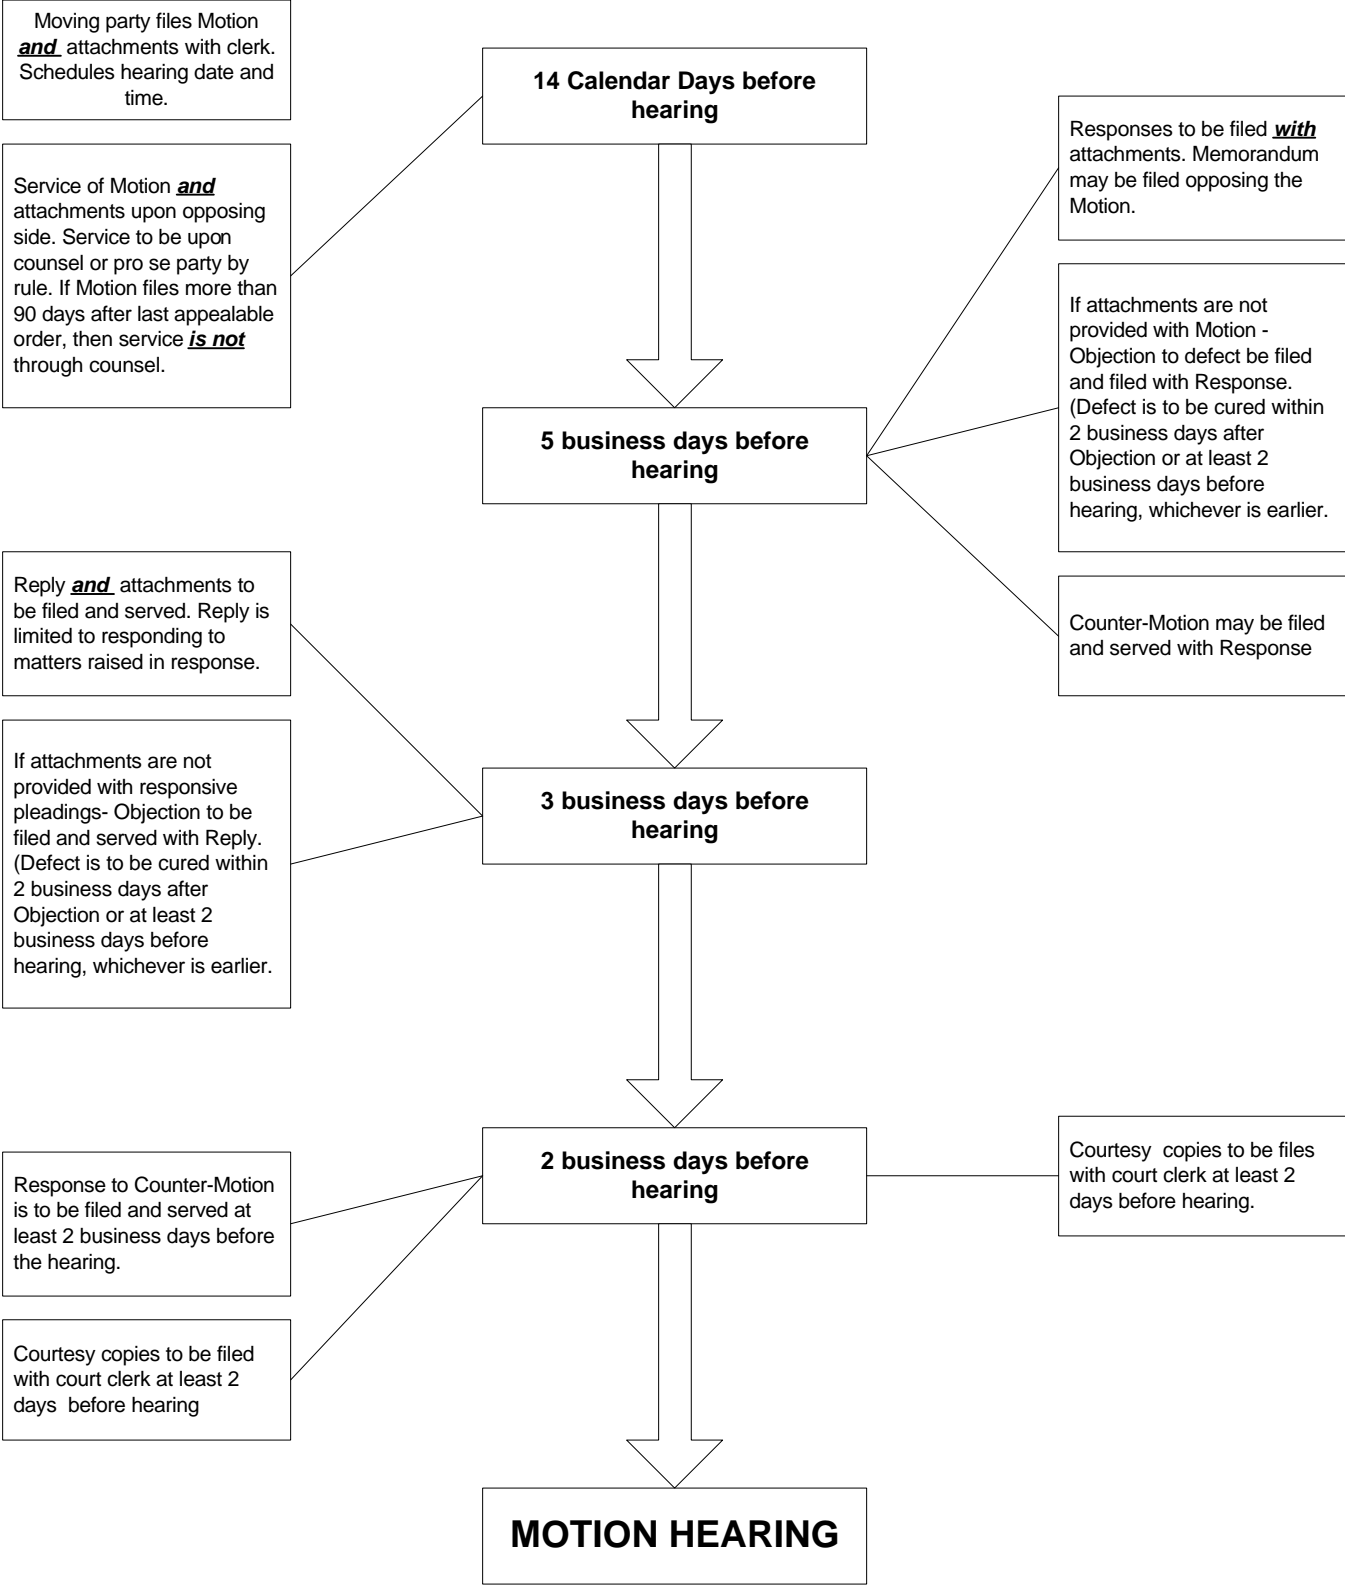 Moving party files Motion
and attachments with clerk.
Schedules hearing date and
time.
14 Calendar Days before
hearing
Service of Motion and
attachments upon opposing
side. Service to be upon
counsel or pro se party by
rule. If Motion files more than
90 days after last appealable
order, then service is not
through counsel.
Responses to be filed with
attachments. Memorandum
may be filed opposing the
Motion.
If attachments are not
provided with Motion -
Objection to defect be filed
and filed with Response.
(Defect is to be cured within
2 business days after
Objection or at least 2
business days before
hearing, whichever is earlier.
5 business days before
hearing
Counter-Motion may be filed
and served with Response
Reply and attachments to
be filed and served. Reply is
limited to responding to
matters raised in response.
If attachments are not
provided with responsive
pleadings- Objection to be
filed and served with Reply.
(Defect is to be cured within
2 business days after
Objection or at least 2
business days before
hearing, whichever is earlier.
3 business days before
hearing
2 business days before
hearing
Response to Counter-Motion
is to be filed and served at
least 2 business days before
the hearing.
Courtesy copies to be files
with court clerk at least 2
days before hearing.
Courtesy copies to be filed
with court clerk at least 2
days before hearing
MOTION HEARING